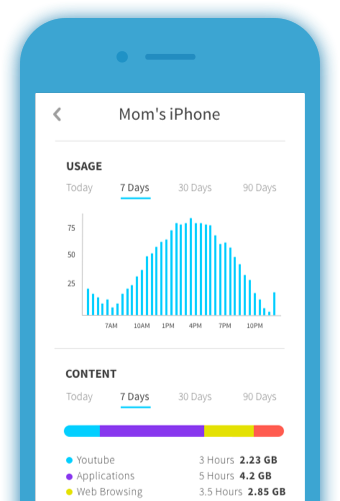 Mom's iPhone
USAGE
Today 7 Days 30 Days 90 Days
75
50
25
7AM 10AM 1PM 4PM 7PM 10PM
CONTENT
Today 7 Days 30 Days 90 Days
Youtube 3 Hours 2.23 GB
Applications 5 Hours 4.2 GB
Web Browsing 3.5 Hours 2.85 GB